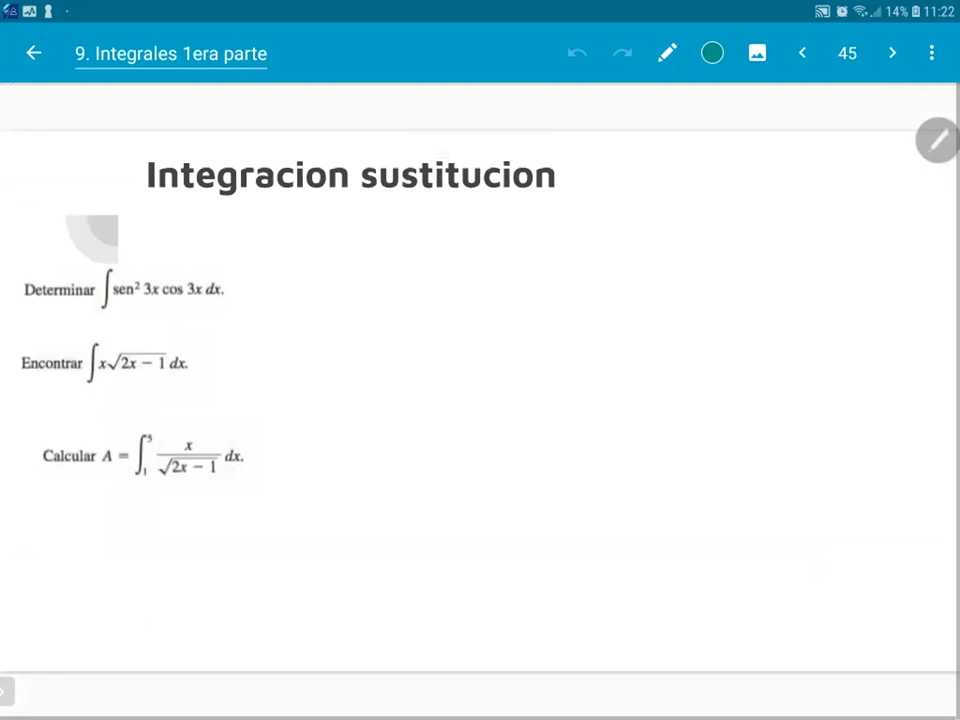 14% 11:22
9. Integrales 1era parte
45
Integracion sustitucion
Determinar ∫ sen² 3x cos 3x dx.
Encontrar ∫ x√(2x − 1) dx.
Calcular A = ∫₁⁵ x/√(2x − 1) dx.